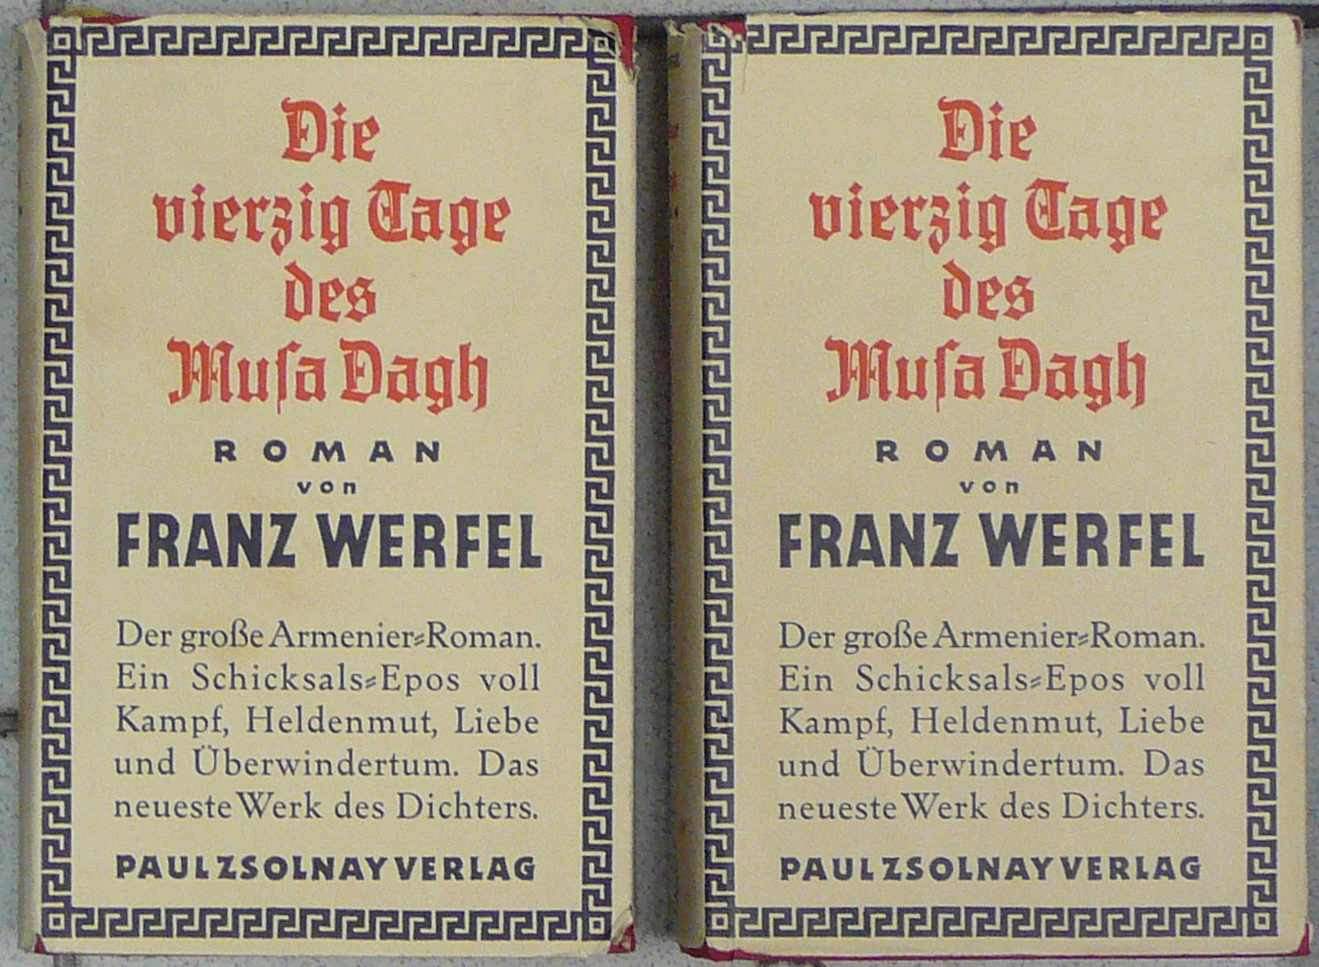 Die
vierzig Tage
des
Muſa Dagh
ROMAN
von
FRANZ WERFEL
Der große Armenier⸗Roman.
Ein Schicksals⸗Epos voll
Kampf, Heldenmut, Liebe
und Überwindertum. Das
neueste Werk des Dichters.
PAUL ZSOLNAY VERLAG
Die
vierzig Tage
des
Muſa Dagh
ROMAN
von
FRANZ WERFEL
Der große Armenier⸗Roman.
Ein Schicksals⸗Epos voll
Kampf, Heldenmut, Liebe
und Überwindertum. Das
neueste Werk des Dichters.
PAUL ZSOLNAY VERLAG